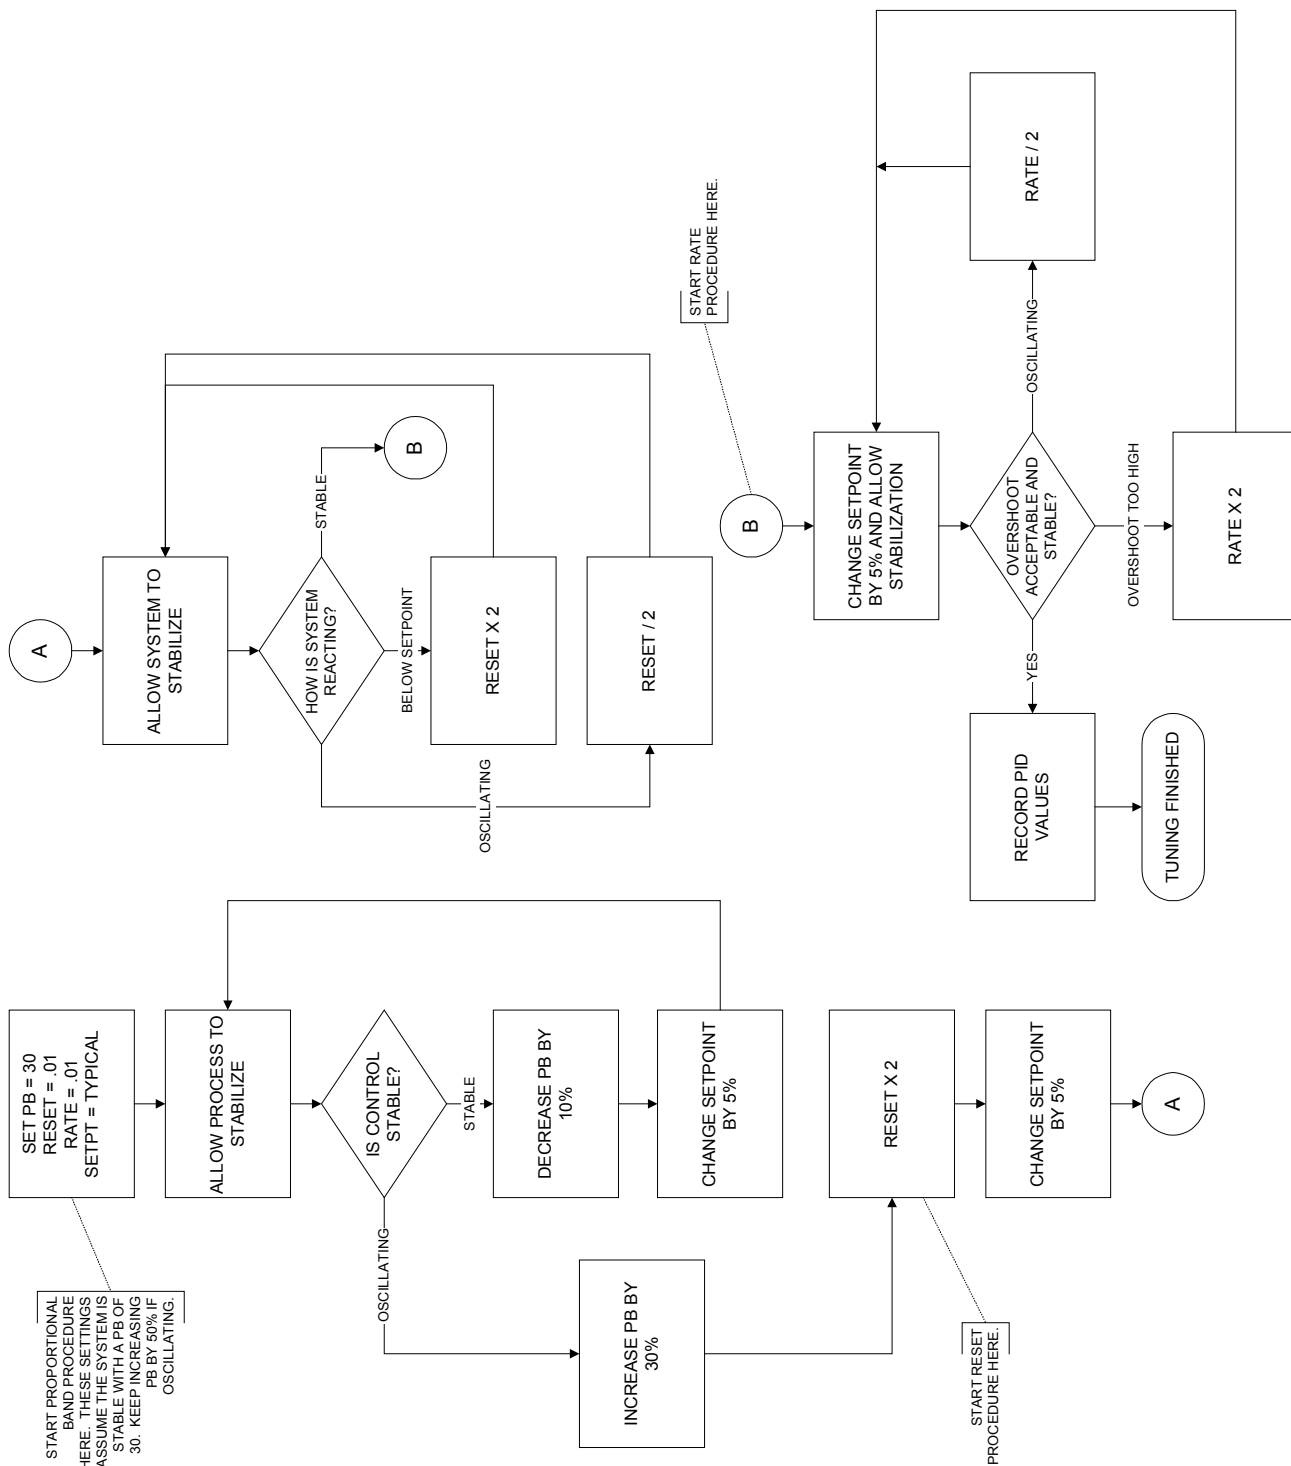 START PROPORTIONAL
BAND PROCEDURE
HERE. THESE SETTINGS
ASSUME THE SYSTEM IS
STABLE WITH A PB OF
30. KEEP INCREASING
PB BY 50% IF
OSCILLATING.
SET PB = 30
RESET = .01
RATE = .01
SETPT = TYPICAL
ALLOW PROCESS TO
STABILIZE
IS CONTROL
STABLE?
OSCILLATING
STABLE
DECREASE PB BY
10%
CHANGE SETPOINT
BY 5%
INCREASE PB BY
30%
START RESET
PROCEDURE HERE.
RESET X 2
CHANGE SETPOINT
BY 5%
A
A
ALLOW SYSTEM TO
STABILIZE
HOW IS SYSTEM
REACTING?
STABLE
B
BELOW SETPOINT
RESET X 2
OSCILLATING
RESET / 2
START RATE
PROCEDURE HERE.
B
CHANGE SETPOINT
BY 5% AND ALLOW
STABILIZATION
OVERSHOOT
ACCEPTABLE AND
STABLE?
OSCILLATING
RATE / 2
OVERSHOOT TOO HIGH
RATE X 2
YES
RECORD PID
VALUES
TUNING FINISHED